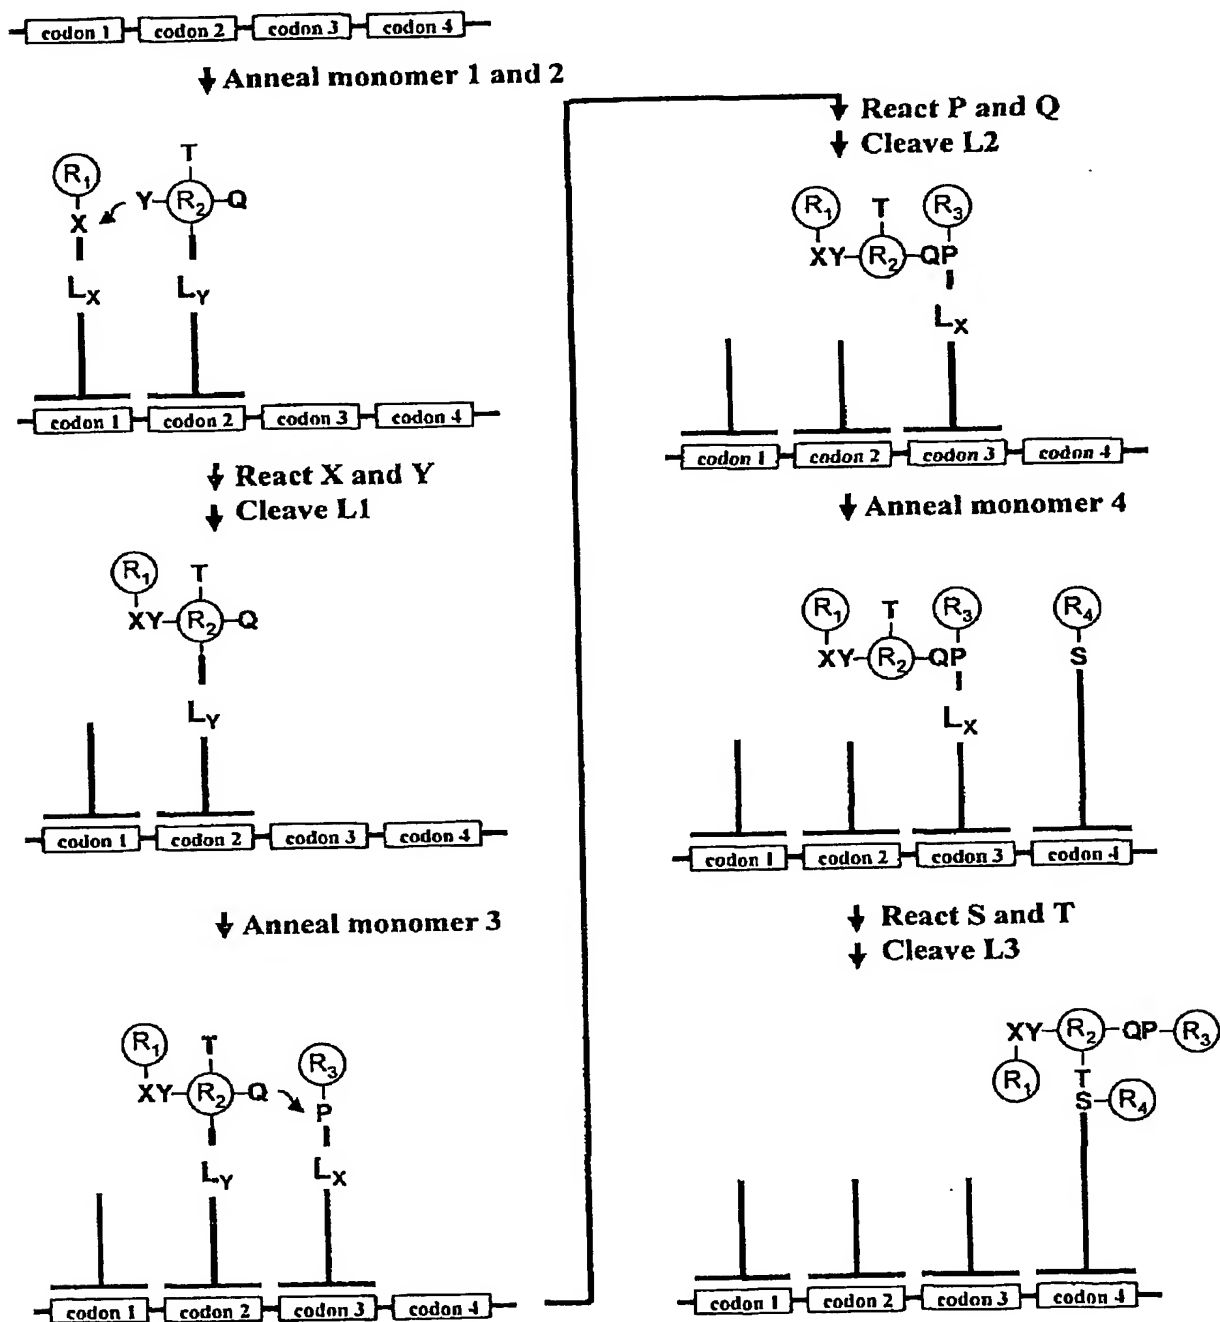 codon 1 codon 2 codon 3 codon 4
Anneal monomer 1 and 2
T
R1 Y R2 Q
X
LX LY
codon 1 codon 2 codon 3 codon 4
React X and Y
Cleave L1
R1 T
XY R2 Q
LY
codon 1 codon 2 codon 3 codon 4
Anneal monomer 3
R1 T R3
XY R2 Q P
LY LX
codon 1 codon 2 codon 3 codon 4
React P and Q
Cleave L2
R1 T R3
XY R2 QP
LX
codon 1 codon 2 codon 3 codon 4
Anneal monomer 4
R1 T R3 R4
XY R2 QP S
LX
codon 1 codon 2 codon 3 codon 4
React S and T
Cleave L3
XY R2 QP R3
R1 T
S R4
codon 1 codon 2 codon 3 codon 4